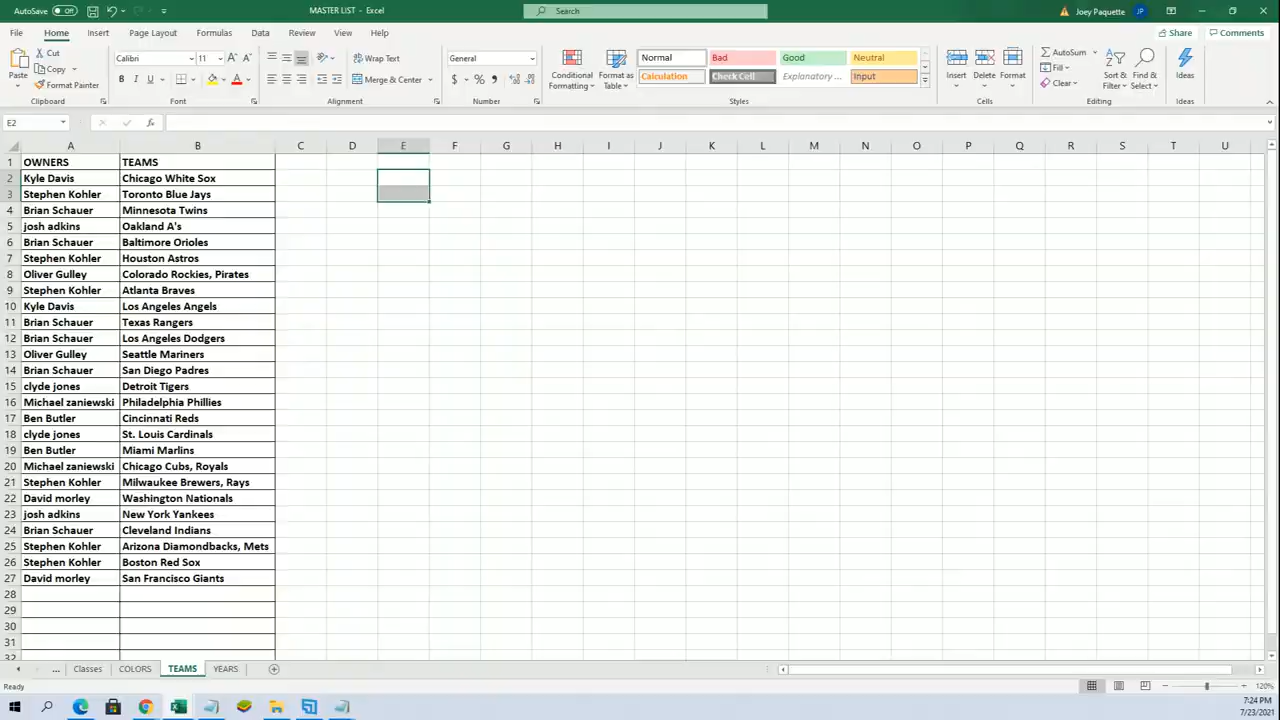 AutoSave Off MASTER LIST - Excel Search Joey Paquette JP
File Home Insert Page Layout Formulas Data Review View Help Share Comments
Paste Cut Copy Format Painter Clipboard
Calibri 11 A A B I U A Font
ab Wrap Text Merge & Center Alignment
General $ % , Number
Conditional Formatting Format as Table
Normal Bad Good Neutral
Calculation Check Cell Explanatory ... Input
Styles
Insert Delete Format Cells
AutoSum Fill Clear Sort & Filter Find & Select Editing
Ideas Ideas
E2 fx
A B C D E F G H I J K L M N O P Q R S T U
1 OWNERS TEAMS
2 Kyle Davis Chicago White Sox
3 Stephen Kohler Toronto Blue Jays
4 Brian Schauer Minnesota Twins
5 josh adkins Oakland A's
6 Brian Schauer Baltimore Orioles
7 Stephen Kohler Houston Astros
8 Oliver Gulley Colorado Rockies, Pirates
9 Stephen Kohler Atlanta Braves
10 Kyle Davis Los Angeles Angels
11 Brian Schauer Texas Rangers
12 Brian Schauer Los Angeles Dodgers
13 Oliver Gulley Seattle Mariners
14 Brian Schauer San Diego Padres
15 clyde jones Detroit Tigers
16 Michael zaniewski Philadelphia Phillies
17 Ben Butler Cincinnati Reds
18 clyde jones St. Louis Cardinals
19 Ben Butler Miami Marlins
20 Michael zaniewski Chicago Cubs, Royals
21 Stephen Kohler Milwaukee Brewers, Rays
22 David morley Washington Nationals
23 josh adkins New York Yankees
24 Brian Schauer Cleveland Indians
25 Stephen Kohler Arizona Diamondbacks, Mets
26 Stephen Kohler Boston Red Sox
27 David morley San Francisco Giants
28
29
30
31
32
... Classes COLORS TEAMS YEARS
Ready 120%
7:24 PM
7/23/2021